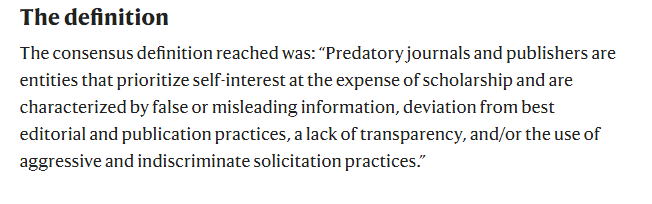 The definition
The consensus definition reached was: “Predatory journals and publishers are
entities that prioritize self-interest at the expense of scholarship and are
characterized by false or misleading information, deviation from best
editorial and publication practices, a lack of transparency, and/or the use of
aggressive and indiscriminate solicitation practices.”